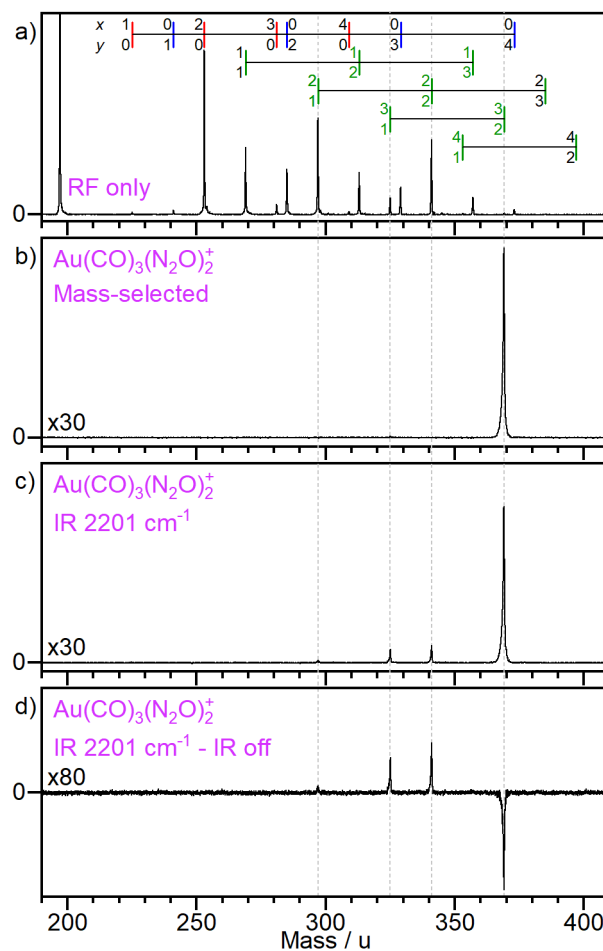 a)
x 1 0 2 3 0 4 0 0
y 0 1 0 0 2 0 3 4
1 1 1
1 2 3
2 2 2
1 2 3
3 3
1 2
4 4
1 2
RF only
0
b)
Au(CO)₃(N₂O)₂⁺
Mass-selected
x30
0
c)
Au(CO)₃(N₂O)₂⁺
IR 2201 cm⁻¹
x30
0
d)
Au(CO)₃(N₂O)₂⁺
IR 2201 cm⁻¹ - IR off
x80
0
200 250 300 350 400
Mass / u